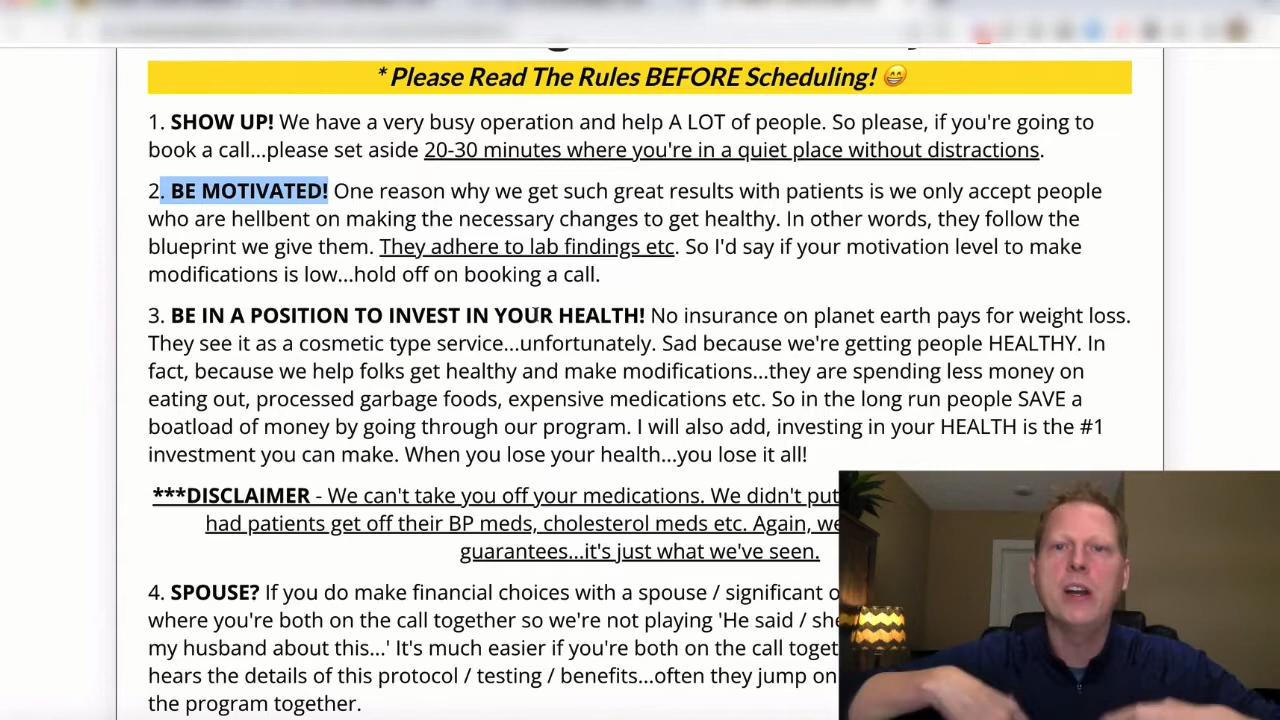 * Please Read The Rules BEFORE Scheduling! 😄
1. SHOW UP! We have a very busy operation and help A LOT of people. So please, if you're going to
book a call...please set aside 20-30 minutes where you're in a quiet place without distractions.
2. BE MOTIVATED! One reason why we get such great results with patients is we only accept people
who are hellbent on making the necessary changes to get healthy. In other words, they follow the
blueprint we give them. They adhere to lab findings etc. So I'd say if your motivation level to make
modifications is low...hold off on booking a call.
3. BE IN A POSITION TO INVEST IN YOUR HEALTH! No insurance on planet earth pays for weight loss.
They see it as a cosmetic type service...unfortunately. Sad because we're getting people HEALTHY. In
fact, because we help folks get healthy and make modifications...they are spending less money on
eating out, processed garbage foods, expensive medications etc. So in the long run people SAVE a
boatload of money by going through our program. I will also add, investing in your HEALTH is the #1
investment you can make. When you lose your health...you lose it all!
***DISCLAIMER - We can't take you off your medications. We didn't put
had patients get off their BP meds, cholesterol meds etc. Again, we
guarantees...it's just what we've seen.
4. SPOUSE? If you do make financial choices with a spouse / significant
where you're both on the call together so we're not playing 'He said /
my husband about this...' It's much easier if you're both on the call
hears the details of this protocol / testing / benefits...often they jump on
the program together.